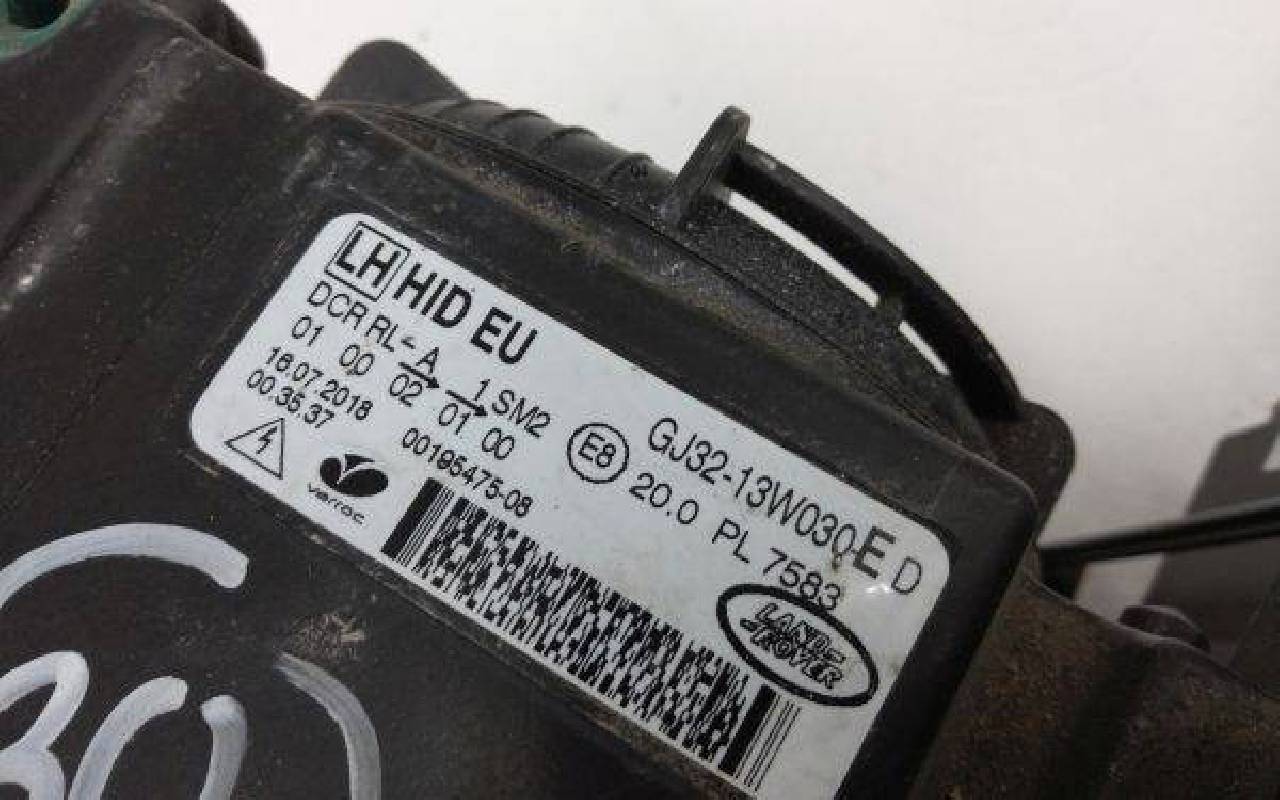 LH HID EU
DCR RL- A 1 SM2
01 00 02 01 00
16.07.2018
00.35.37
00195475-08
varroc
GJ32-13W030 E D
E8 20.0 PL 7583
LAND-
ROVER
30